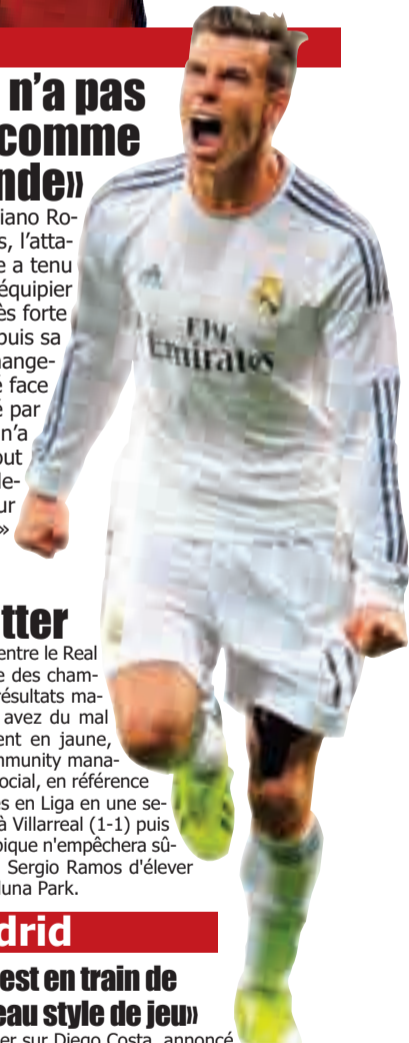 n’a pas
comme
nde»
iano Ro-
s, l’atta-
e a tenu
équipier
ès forte
puis sa
hange-
é face
é par
n’a
out
le-
ur
»
Fly
Emirates
tter
entre le Real
e des cham-
résultats ma-
avez du mal
ent en jaune,
mmunity mana-
ocial, en référence
es en Liga en une se-
à Villarreal (1-1) puis
pique n'empêchera sû-
Sergio Ramos d'élever
luna Park.
drid
est en train de
eau style de jeu»
er sur Diego Costa, annoncé